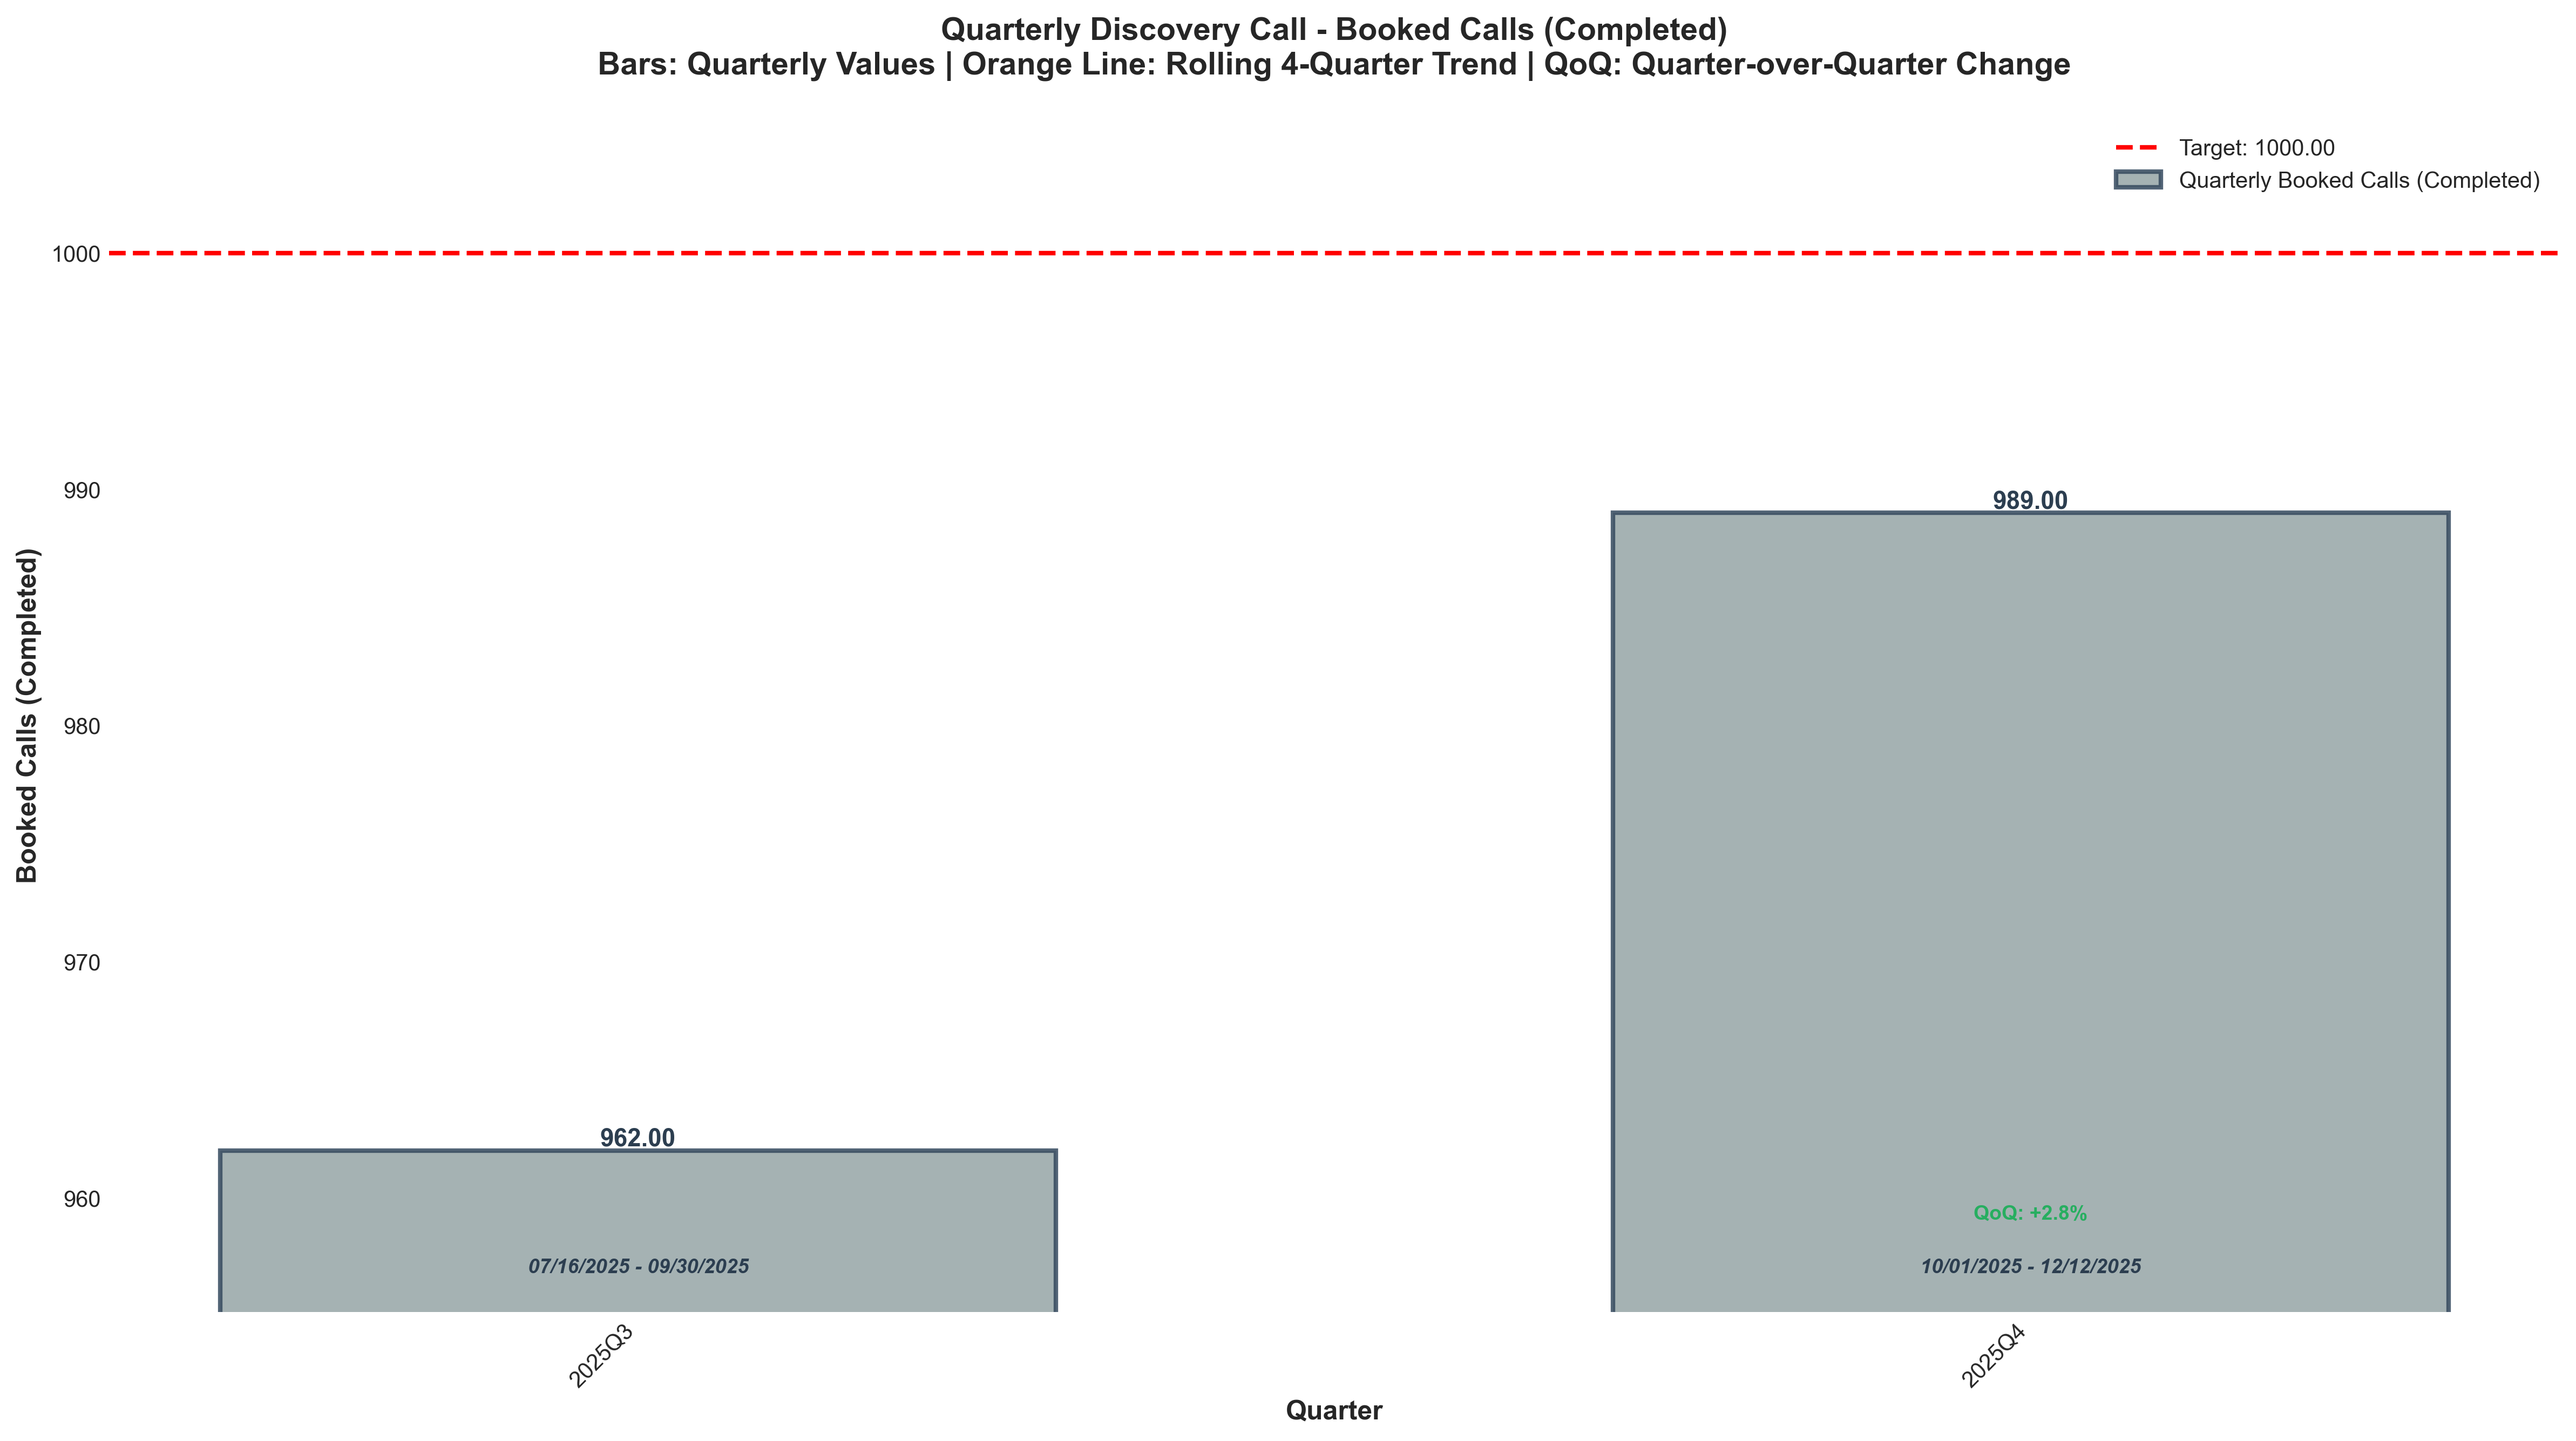 Quarterly Discovery Call - Booked Calls (Completed)
Bars: Quarterly Values | Orange Line: Rolling 4-Quarter Trend | QoQ: Quarter-over-Quarter Change
Target: 1000.00
Quarterly Booked Calls (Completed)
1000
990
980
970
960
Booked Calls (Completed)
962.00
07/16/2025 - 09/30/2025
989.00
QoQ: +2.8%
10/01/2025 - 12/12/2025
2025Q3
2025Q4
Quarter